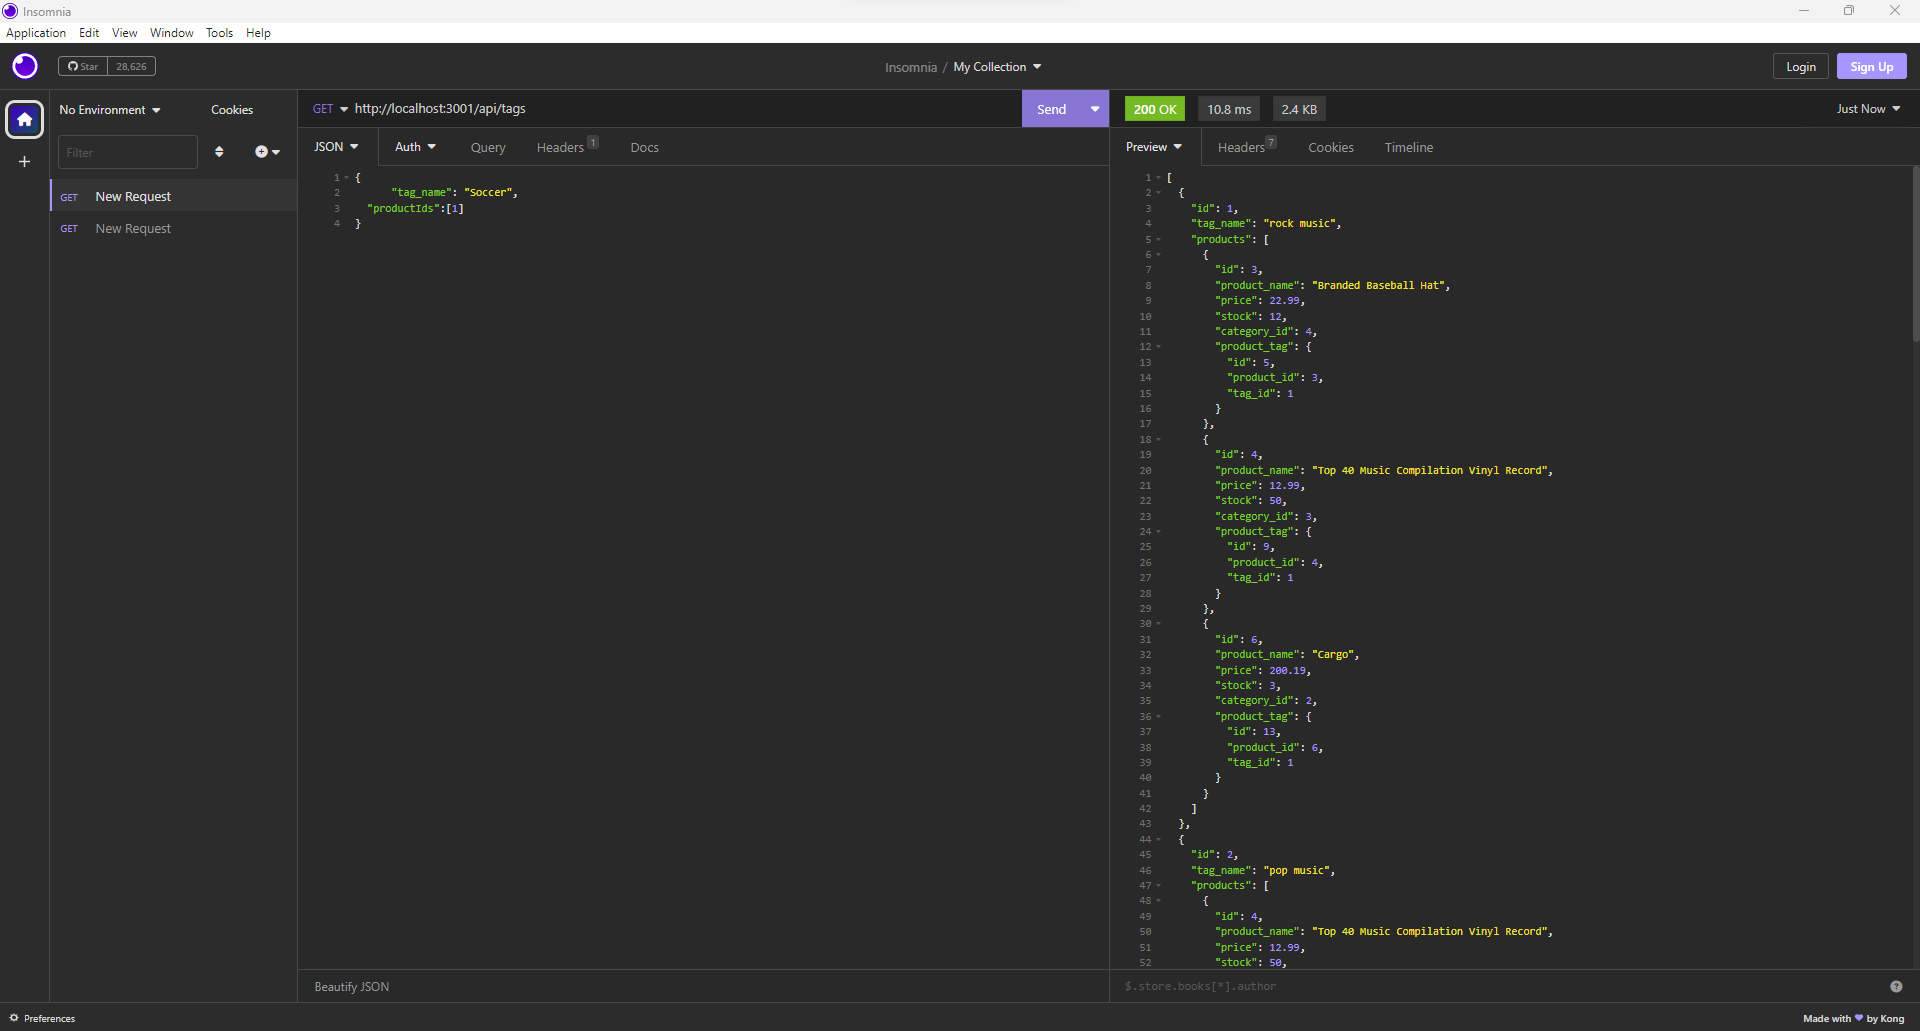 Insomnia
Application Edit View Window Tools Help
Star 28,626
Insomnia / My Collection
Login Sign Up
No Environment Cookies
GET http://localhost:3001/api/tags
Send
200 OK 10.8 ms 2.4 KB
Just Now
Filter
JSON Auth Query Headers 1 Docs
Preview Headers 7 Cookies Timeline
GET New Request
GET New Request
1 {
2 "tag_name": "Soccer",
3 "productIds":[1]
4 }
1 [
2 {
3 "id": 1,
4 "tag_name": "rock music",
5 "products": [
6 {
7 "id": 3,
8 "product_name": "Branded Baseball Hat",
9 "price": 22.99,
10 "stock": 12,
11 "category_id": 4,
12 "product_tag": {
13 "id": 5,
14 "product_id": 3,
15 "tag_id": 1
16 }
17 },
18 {
19 "id": 4,
20 "product_name": "Top 40 Music Compilation Vinyl Record",
21 "price": 12.99,
22 "stock": 50,
23 "category_id": 3,
24 "product_tag": {
25 "id": 9,
26 "product_id": 4,
27 "tag_id": 1
28 }
29 },
30 {
31 "id": 6,
32 "product_name": "Cargo",
33 "price": 200.19,
34 "stock": 3,
35 "category_id": 2,
36 "product_tag": {
37 "id": 13,
38 "product_id": 6,
39 "tag_id": 1
40 }
41 }
42 ]
43 },
44 {
45 "id": 2,
46 "tag_name": "pop music",
47 "products": [
48 {
49 "id": 4,
50 "product_name": "Top 40 Music Compilation Vinyl Record",
51 "price": 12.99,
52 "stock": 50,
Beautify JSON
$.store.books[*].author
Preferences
Made with ♥ by Kong